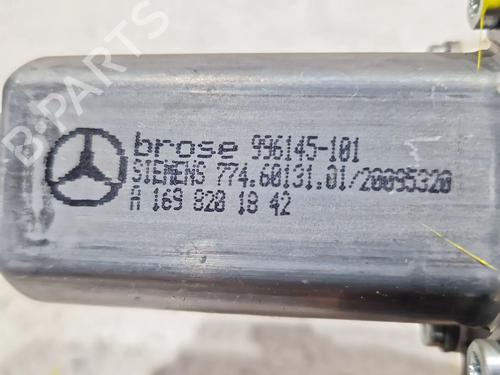 brose 996145-101
SIEMENS 774.60131.01/20095320
A 169 820 18 42
B-PARTS